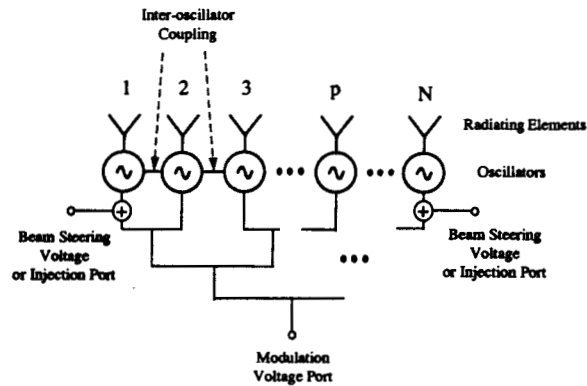 Inter-oscillator
Coupling
1 2 3 P N
Radiating Elements
Oscillators
Beam Steering
Voltage
or Injection Port
Beam Steering
Voltage
or Injection Port
Modulation
Voltage Port